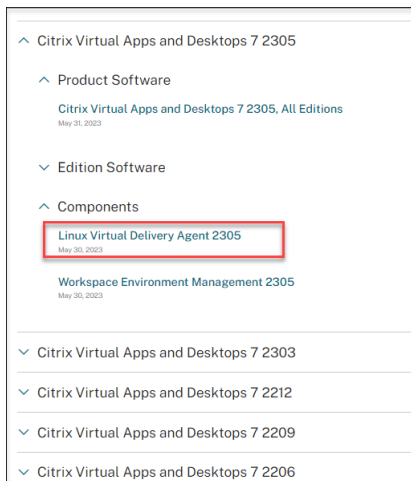 Citrix Virtual Apps and Desktops 7 2305
Product Software
Citrix Virtual Apps and Desktops 7 2305, All Editions
May 31, 2023
Edition Software
Components
Linux Virtual Delivery Agent 2305
May 30, 2023
Workspace Environment Management 2305
May 30, 2023
Citrix Virtual Apps and Desktops 7 2303
Citrix Virtual Apps and Desktops 7 2212
Citrix Virtual Apps and Desktops 7 2209
Citrix Virtual Apps and Desktops 7 2206